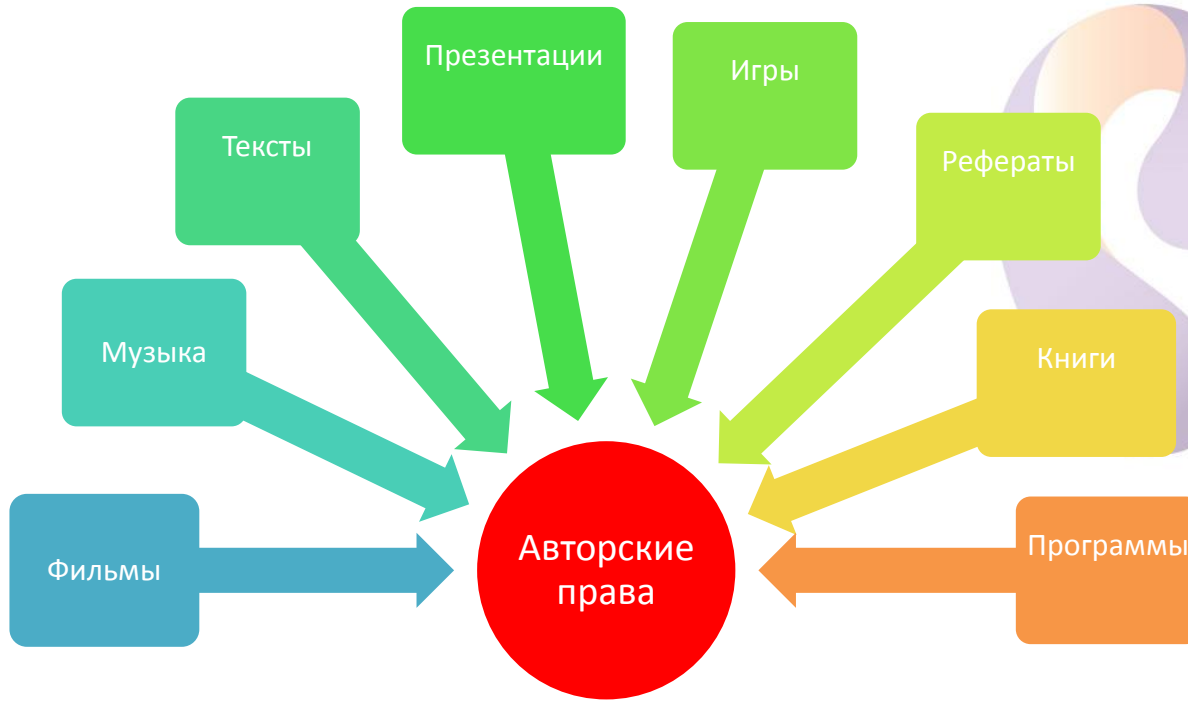 Презентации
Игры
Тексты
Рефераты
Музыка
Книги
Фильмы
Авторские
права
Программы